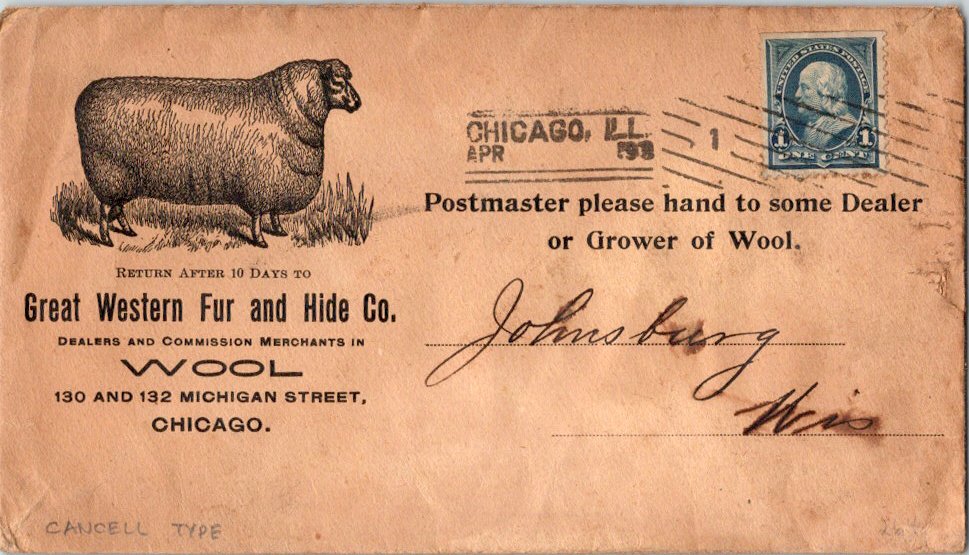 UNITED STATES POSTAGE
1 1
ONE CENT
CHICAGO, ILL.
APR '98
1
Postmaster please hand to some Dealer
or Grower of Wool.
RETURN AFTER 10 DAYS TO
Great Western Fur and Hide Co.
DEALERS AND COMMISSION MERCHANTS IN
WOOL
130 AND 132 MICHIGAN STREET,
CHICAGO.
Johnsburg
Wis
CANCELL TYPE